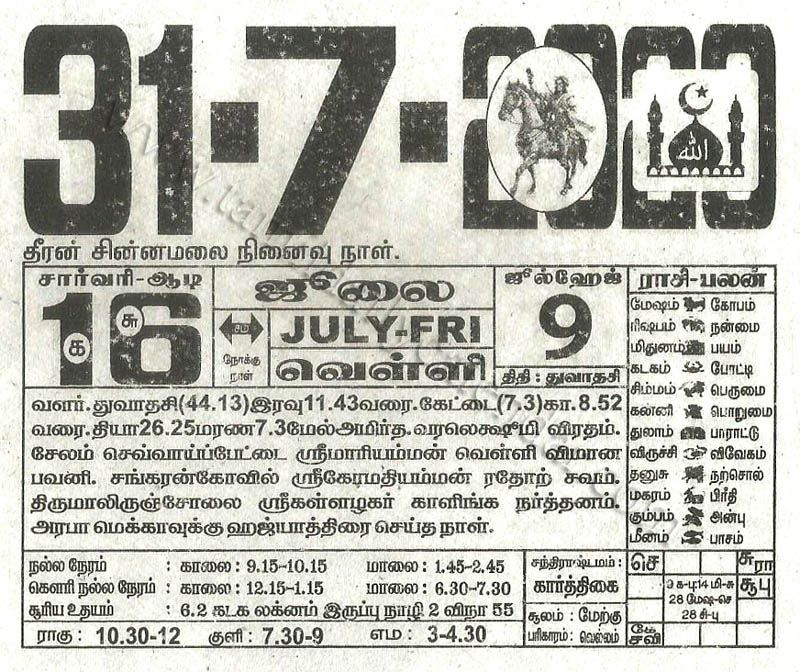 31-7-2020
தீரன் சின்னமலை நினைவு நாள்.
சார்வரி-ஆடி
16
சு
க
சம
நோக்கு
நாள்
ஜூலை
JULY-FRI
வெள்ளி
ஜுல்ஹேஜ்
9
திதி : துவாதசி
ராசி-பலன்
மேஷம் கோபம்
ரிஷபம் நன்மை
மிதுனம் பயம்
கடகம் போட்டி
சிம்மம் பெருமை
கன்னி பொறுமை
துலாம் பாராட்டு
விருச்சி விவேகம்
தனுசு நற்சொல்
மகரம் பிரீதி
கும்பம் அன்பு
மீனம் பாசம்
வளர்.துவாதசி(44.13)இரவு11.43வரை.கேட்டை(7.3)கா.8.52
வரை.தியா26.25மரண7.3மேல்அமிர்த.வரலெக்ஷூமி விரதம்.
சேலம் செவ்வாய்பேட்டை ஸ்ரீமாரியம்மன் வெள்ளி விமான
பவனி. சங்கரன்கோவில் ஸ்ரீகோமதியம்மன் ரதோற் சவம்.
திருமாலிருஞ்சோலை ஸ்ரீகள்ளழகர் காளிங்க நர்த்தனம்.
அரபா மெக்காவுக்கு ஹஜ்யாத்திரை செய்த நாள்.
நல்ல நேரம் : காலை: 9.15-10.15 மாலை: 1.45-2.45
கௌரி நல்ல நேரம் : காலை: 12.15-1.15 மாலை: 6.30-7.30
சூரிய உதயம் : 6.2 கடக லக்னம் இருப்பு நாழி 2 விநா 55
ராகு : 10.30-12 குளி : 7.30-9 எம : 3-4.30
சந்திராஷ்டமம்:
கார்த்திகை
சூலம் : மேற்கு
பரிகாரம் : வெல்லம்
செ
சு
ரா
சூபு
9 க-பு14 மி-சு
28 மேஷ-செ
28 சி-பு
சவி
الله